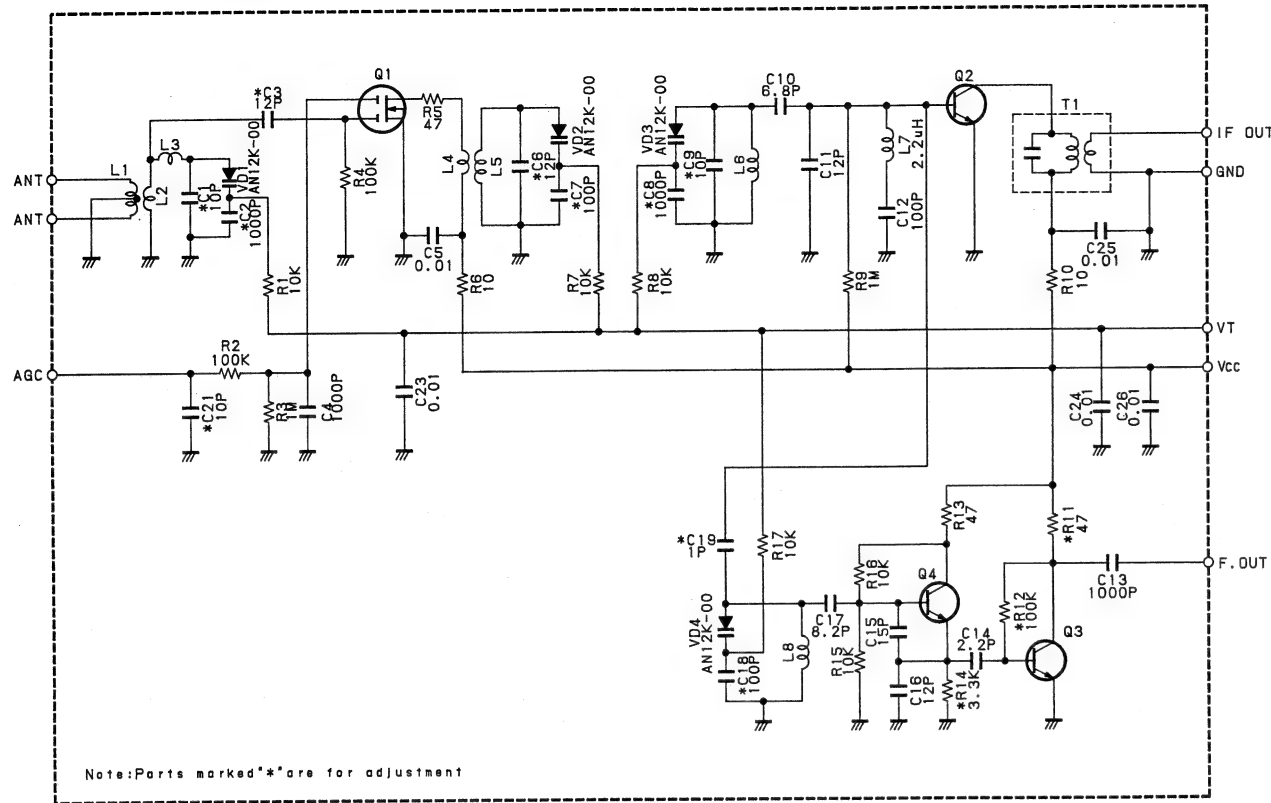 Q1
*C3
12P
R5
47
L1
L3
L2
*C1
10P
VD1
AN12K-00
*C2
1000P
R4
100K
L4
L5
*C6
12P
VD2
AN12K-00
*C7
100P
VD3
AN12K-00
*C8
1000P
*C9
10P
L6
C10
6.8P
C11
12P
L7
2.2uH
C12
100P
Q2
T1
IF OUT
GND
ANT
ANT
C5
0.01
R1
10K
R6
10
R7
10K
R8
10K
R9
1M
R10
10
C25
0.01
VT
Vcc
AGC
R2
100K
*C21
10P
R3
1M
C4
1000P
C23
0.01
C24
0.01
C26
0.01
*C19
1P
R17
10K
R13
47
*R11
47
R16
10K
Q4
C13
1000P
F.OUT
VD4
AN12K-00
*C18
100P
L8
C17
8.2P
C15
15P
R15
10K
C16
12P
*R14
3.3K
C14
2.2P
*R12
100K
Q3
Note:Parts marked"*"are for adjustment